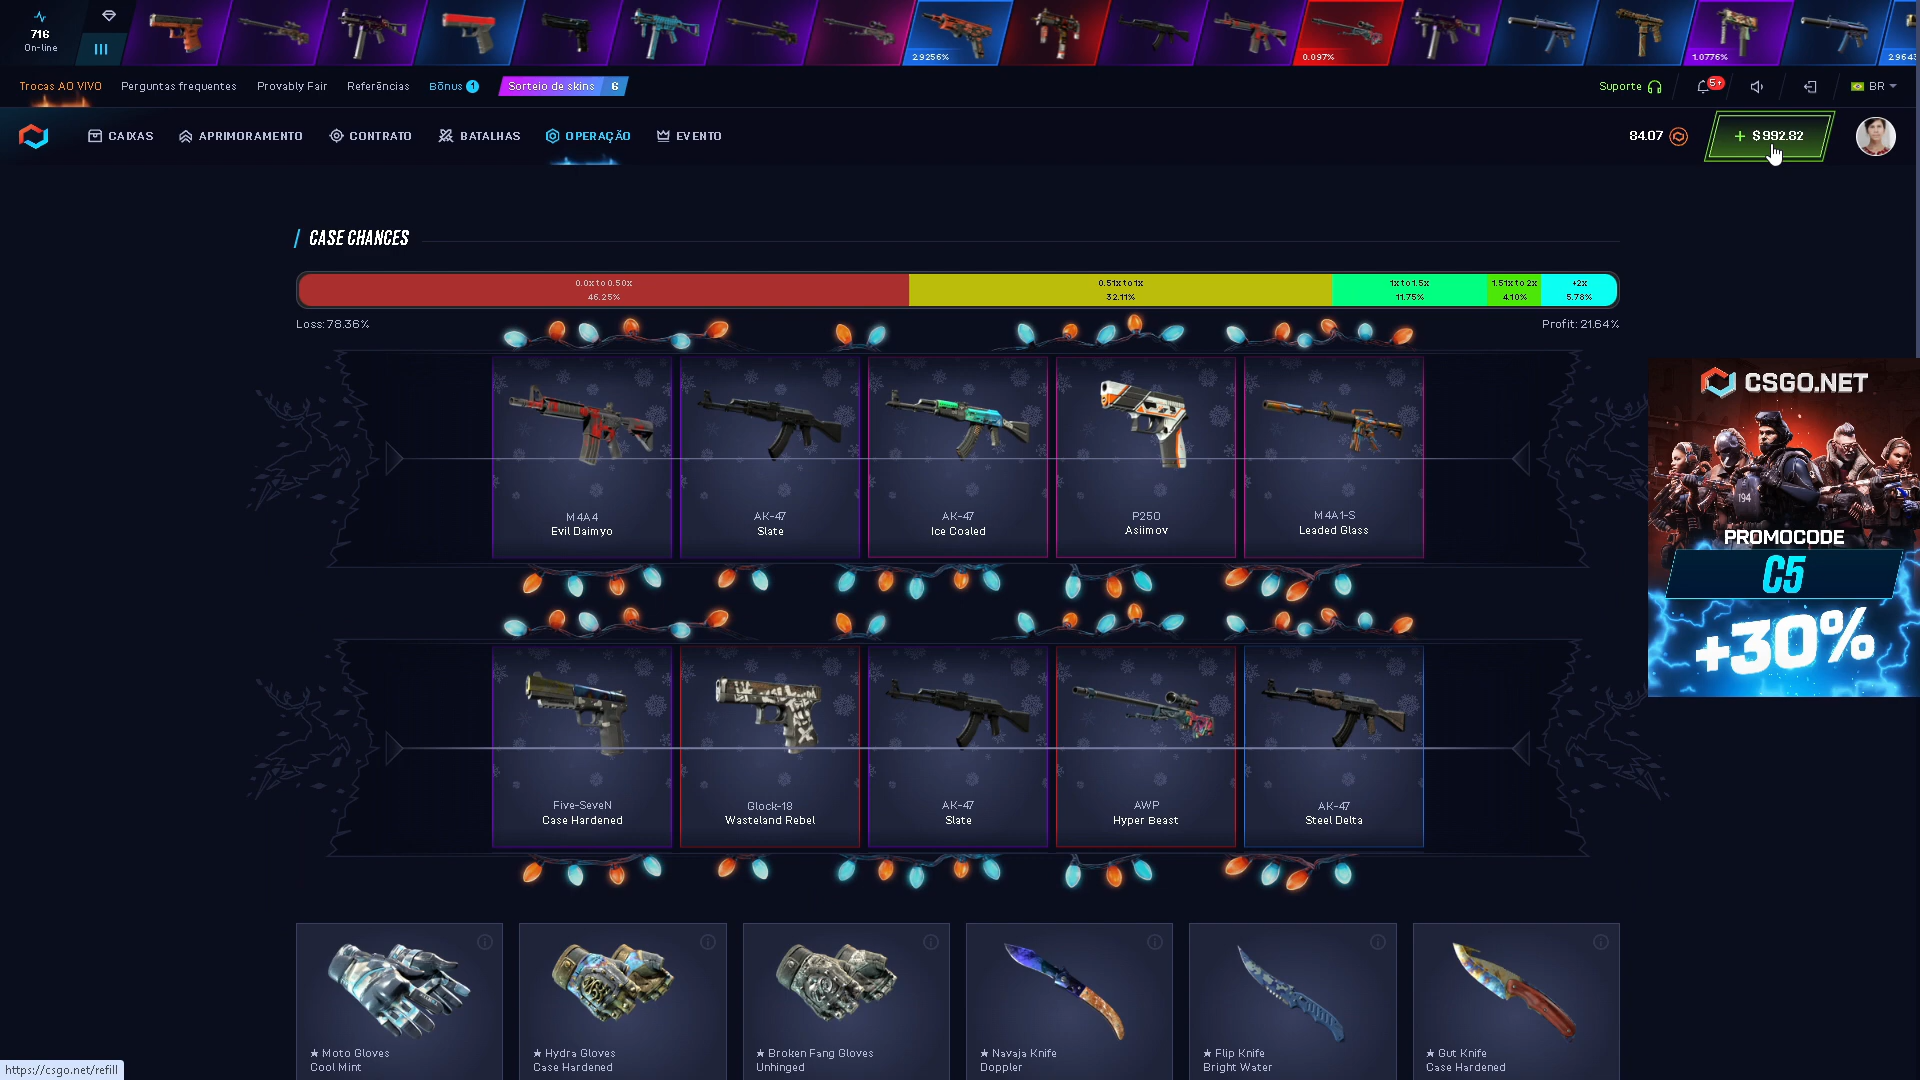 716
On-line
2.9256%
0.097%
1.0776%
2.9643
Trocas AO VIVO
Perguntas frequentes
Provably Fair
Referências
Bônus 1
Sorteio de skins 6
Suporte
5+
BR
CAIXAS
APRIMORAMENTO
CONTRATO
BATALHAS
OPERAÇÃO
EVENTO
84.07
+ $ 992.82
CASE CHANCES
0.0x to 0.50x
46.25%
0.51x to 1x
32.11%
1x to 1.5x
11.75%
1.51x to 2x
4.10%
+2x
5.78%
Loss: 78.36%
Profit: 21.64%
M4A4
Evil Daimyo
AK-47
Slate
AK-47
Ice Coaled
P250
Asiimov
M4A1-S
Leaded Glass
CSGO.NET
194
PROMOCODE
C5
+30%
Five-SeveN
Case Hardened
Glock-18
Wasteland Rebel
AK-47
Slate
AWP
Hyper Beast
AK-47
Steel Delta
★ Moto Gloves
Cool Mint
★ Hydra Gloves
Case Hardened
★ Broken Fang Gloves
Unhinged
★ Navaja Knife
Doppler
★ Flip Knife
Bright Water
★ Gut Knife
Case Hardened
https://csgo.net/refill